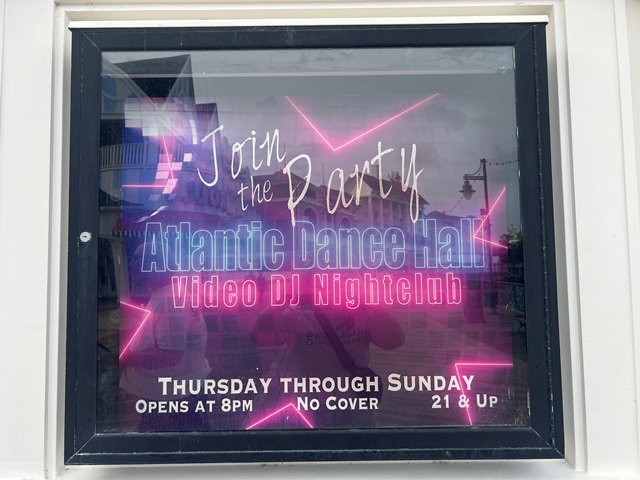 Join
the Party
Atlantic Dance Hall
Video DJ Nightclub
Thursday through Sunday
Opens at 8pm No Cover 21 & Up